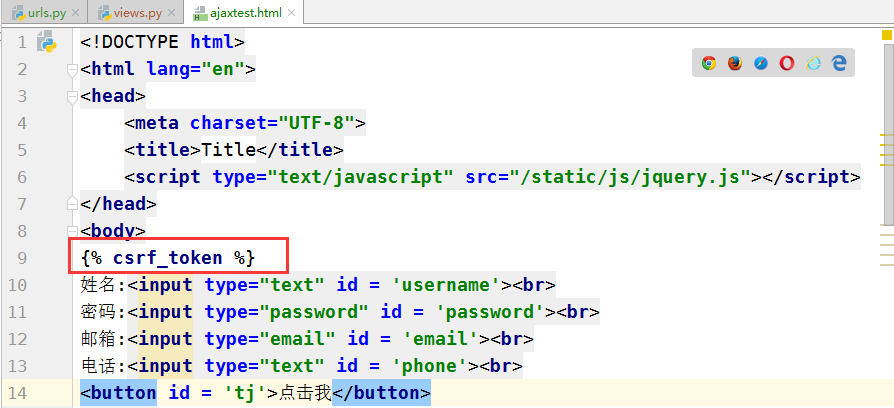 urls.py views.py ajaxtest.html
1 <!DOCTYPE html>
2 <html lang="en">
3 <head>
4     <meta charset="UTF-8">
5     <title>Title</title>
6     <script type="text/javascript" src="/static/js/jquery.js"></script>
7 </head>
8 <body>
9 {% csrf_token %}
10 姓名:<input type="text" id = 'username'><br>
11 密码:<input type="password" id = 'password'><br>
12 邮箱:<input type="email" id = 'email'><br>
13 电话:<input type="text" id = 'phone'><br>
14 <button id = 'tj'>点击我</button>